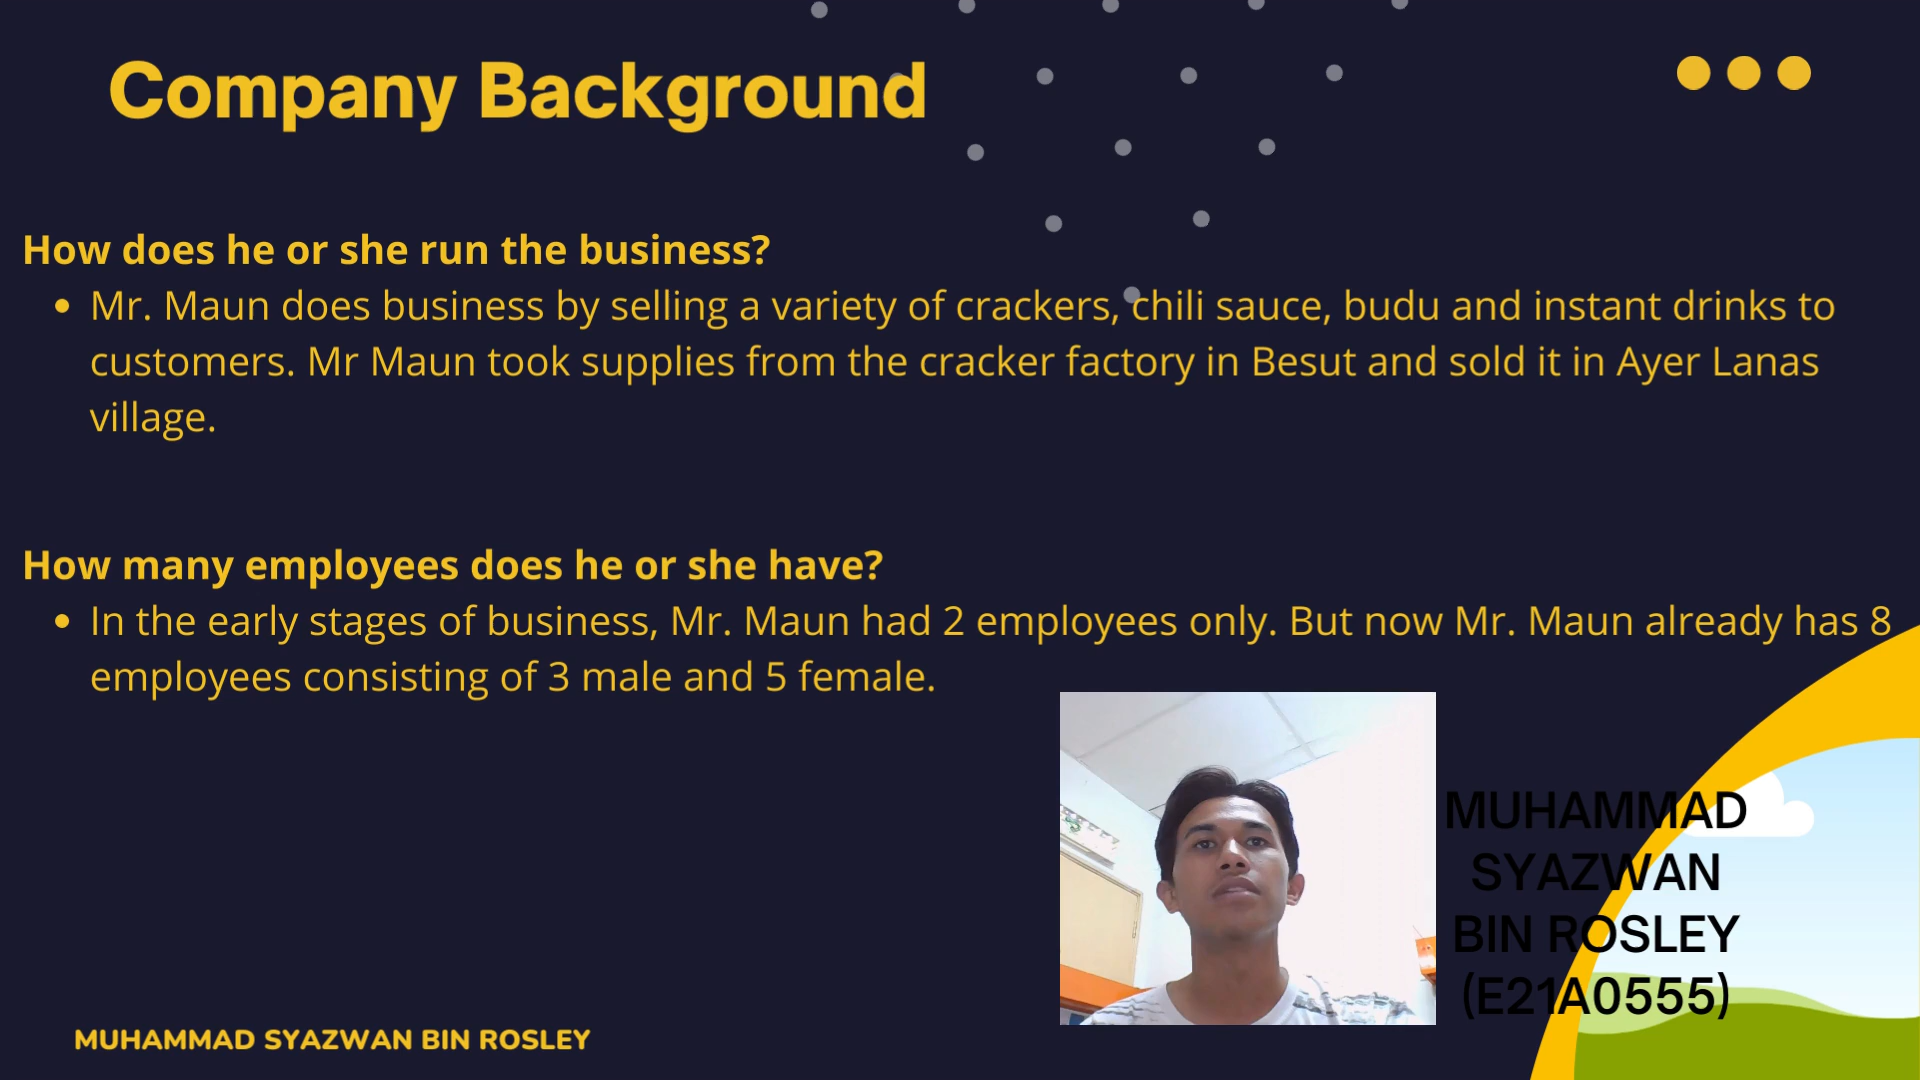 Company Background
How does he or she run the business?
• Mr. Maun does business by selling a variety of crackers, chili sauce, budu and instant drinks to
customers. Mr Maun took supplies from the cracker factory in Besut and sold it in Ayer Lanas
village.
How many employees does he or she have?
• In the early stages of business, Mr. Maun had 2 employees only. But now Mr. Maun already has 8
employees consisting of 3 male and 5 female.
MUHAMMAD
SYAZWAN
BIN ROSLEY
(E21A0555)
MUHAMMAD SYAZWAN BIN ROSLEY